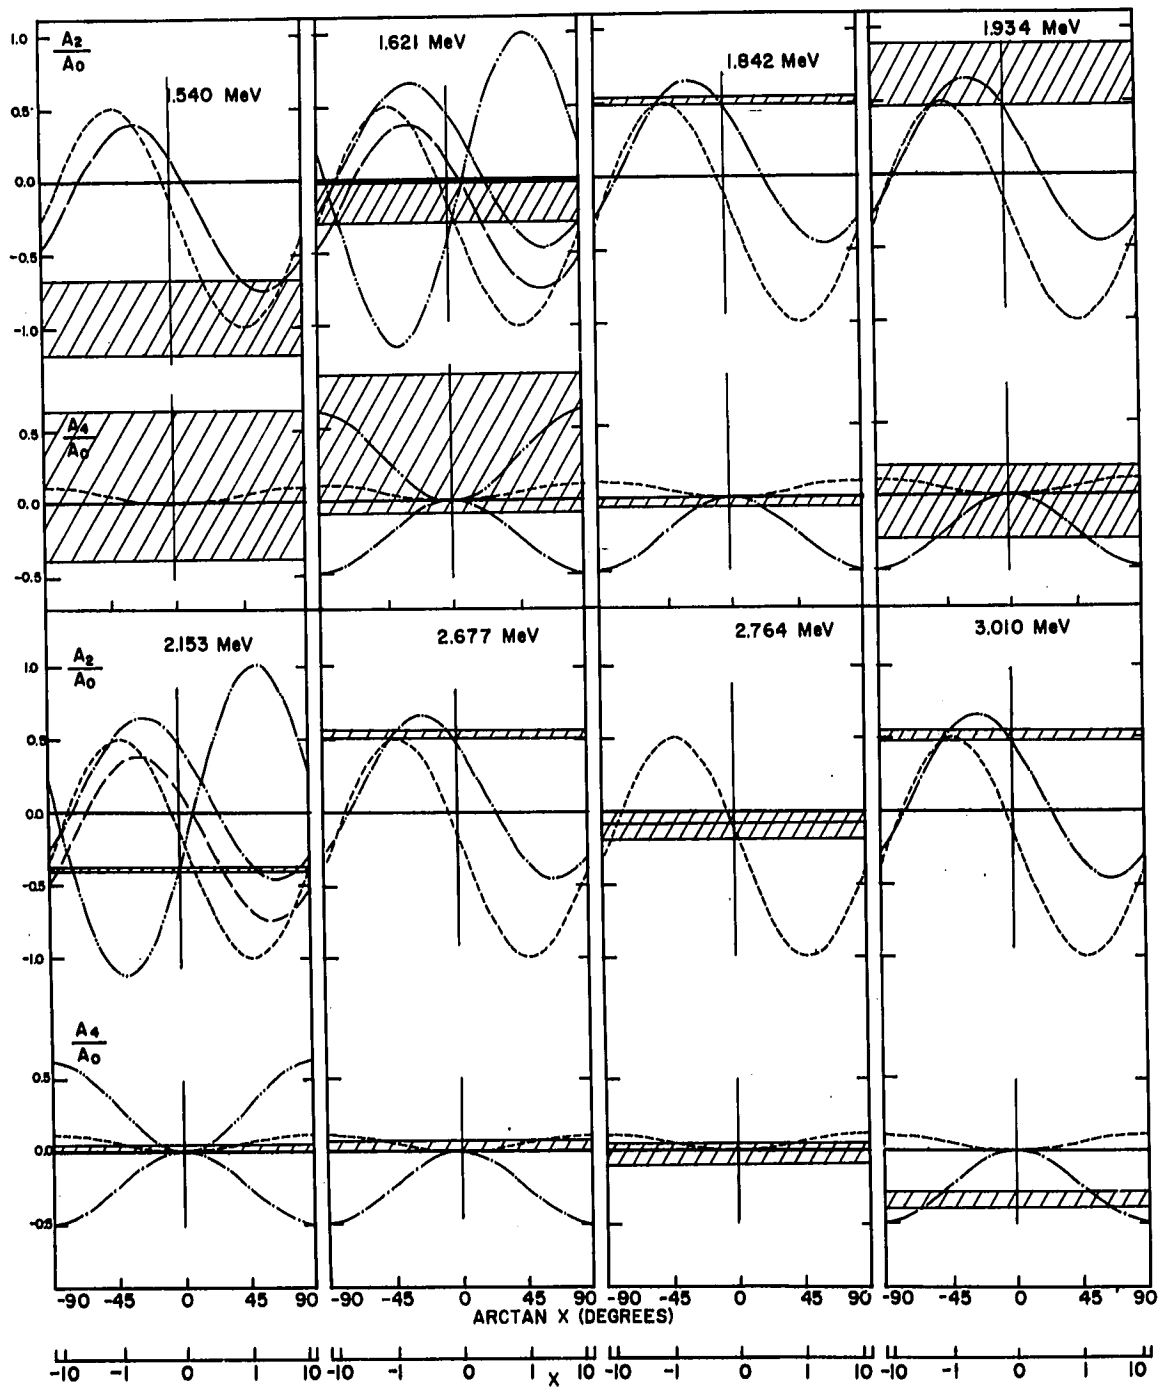 1.540 MeV
1.621 MeV
1.842 MeV
1.934 MeV
A2
A0
1.0
0.5
0.0
-0.5
-1.0
A4
A0
0.5
0.0
-0.5
2.153 MeV
2.677 MeV
2.764 MeV
3.010 MeV
A2
A0
1.0
0.5
0.0
-0.5
-1.0
A4
A0
0.5
0.0
-0.5
-90 -45 0 45 90 -90 -45 0 45 90 -90 -45 0 45 90 -90 -45 0 45 90
ARCTAN X (DEGREES)
-10 -1 0 1 10 -10 -1 0 1 10 -10 -1 0 1 10 -10 -1 0 1 10
X